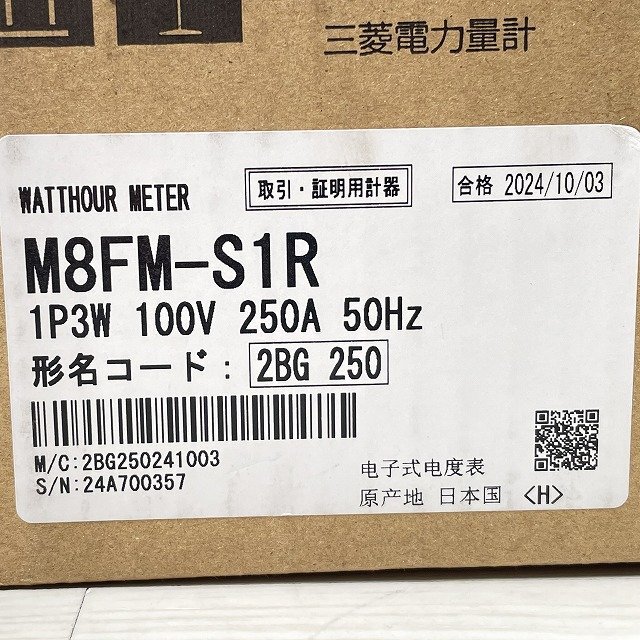 三菱電力量計
WATTHOUR METER
取引・証明用計器
合格 2024/10/03
M8FM-S1R
1P3W 100V 250A 50Hz
形名コード: 2BG 250
M/C:2BG250241003
S/N:24A700357
电子式电度表
原产地 日本国 <H>